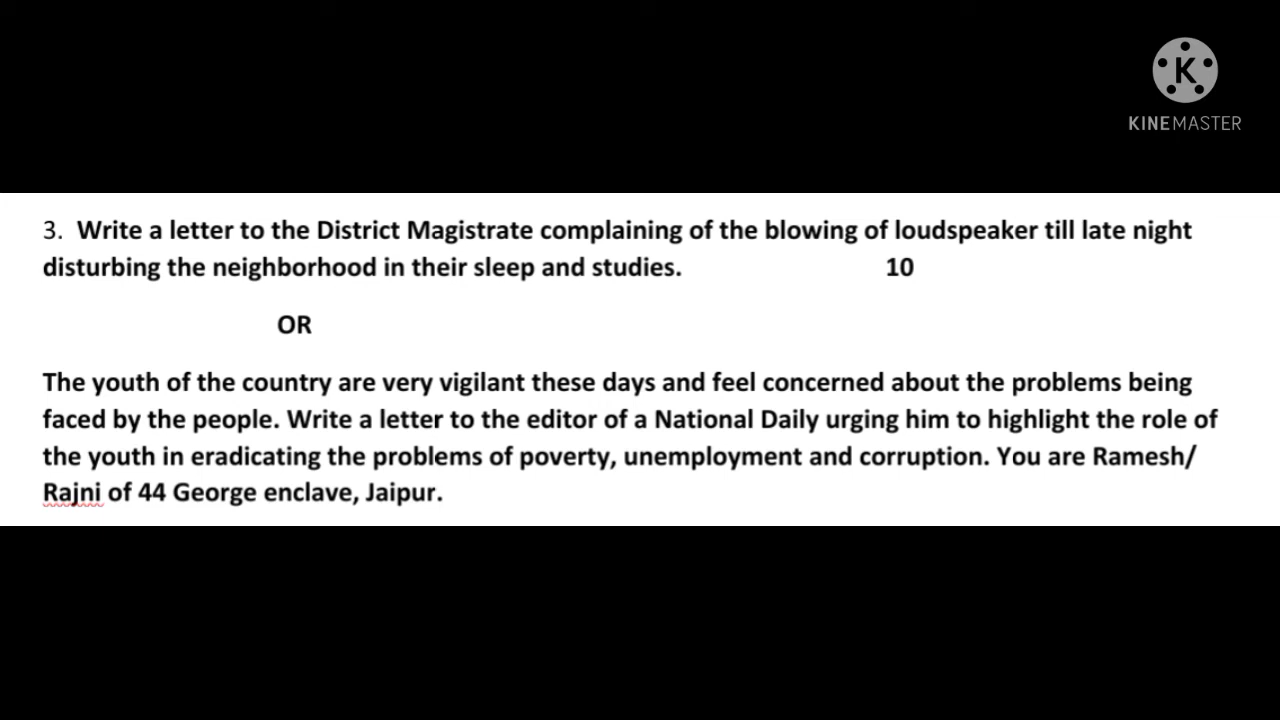 K
KINEMASTER
3. Write a letter to the District Magistrate complaining of the blowing of loudspeaker till late night
disturbing the neighborhood in their sleep and studies. 10
OR
The youth of the country are very vigilant these days and feel concerned about the problems being
faced by the people. Write a letter to the editor of a National Daily urging him to highlight the role of
the youth in eradicating the problems of poverty, unemployment and corruption. You are Ramesh/
Rajni of 44 George enclave, Jaipur.